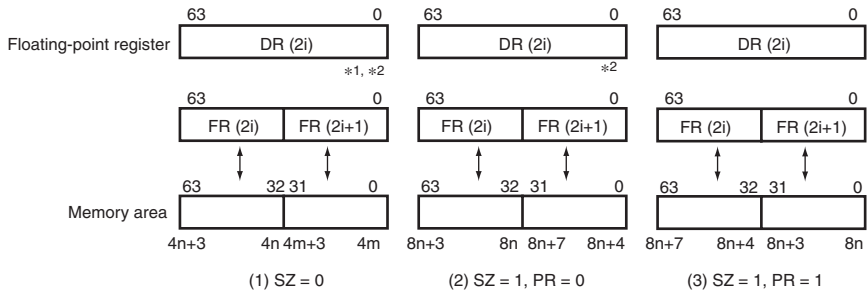 63 0 63 0 63 0
Floating-point register DR (2i) DR (2i) DR (2i)
*1, *2 *2
63 0 63 0 63 0
FR (2i) FR (2i+1) FR (2i) FR (2i+1) FR (2i) FR (2i+1)
63 32 31 0 63 32 31 0 63 32 31 0
Memory area
4n+3 4n 4m+3 4m 8n+3 8n 8n+7 8n+4 8n+7 8n+4 8n+3 8n
(1) SZ = 0 (2) SZ = 1, PR = 0 (3) SZ = 1, PR = 1